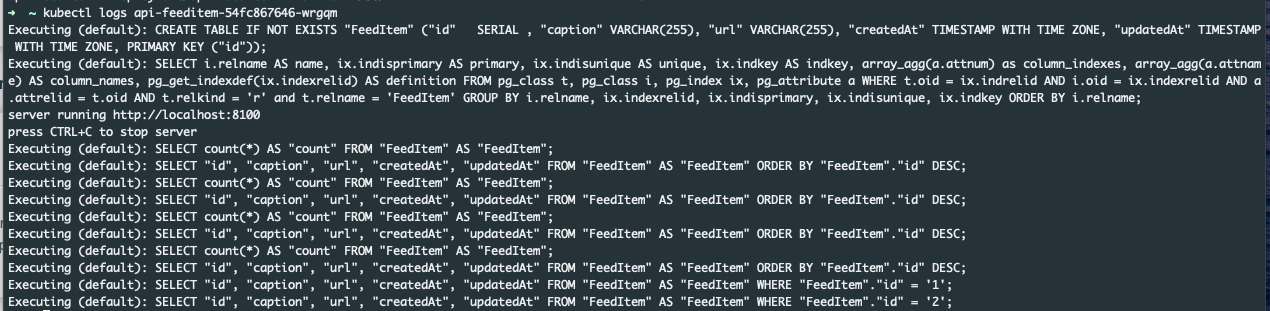 ➜  ~ kubectl logs api-feeditem-54fc867646-wrgqm
Executing (default): CREATE TABLE IF NOT EXISTS "FeedItem" ("id"   SERIAL , "caption" VARCHAR(255), "url" VARCHAR(255), "createdAt" TIMESTAMP WITH TIME ZONE, "updatedAt" TIMESTAMP
 WITH TIME ZONE, PRIMARY KEY ("id"));
Executing (default): SELECT i.relname AS name, ix.indisprimary AS primary, ix.indisunique AS unique, ix.indkey AS indkey, array_agg(a.attnum) as column_indexes, array_agg(a.attnam
e) AS column_names, pg_get_indexdef(ix.indexrelid) AS definition FROM pg_class t, pg_class i, pg_index ix, pg_attribute a WHERE t.oid = ix.indrelid AND i.oid = ix.indexrelid AND a
.attrelid = t.oid AND t.relkind = 'r' and t.relname = 'FeedItem' GROUP BY i.relname, ix.indexrelid, ix.indisprimary, ix.indisunique, ix.indkey ORDER BY i.relname;
server running http://localhost:8100
press CTRL+C to stop server
Executing (default): SELECT count(*) AS "count" FROM "FeedItem" AS "FeedItem";
Executing (default): SELECT "id", "caption", "url", "createdAt", "updatedAt" FROM "FeedItem" AS "FeedItem" ORDER BY "FeedItem"."id" DESC;
Executing (default): SELECT count(*) AS "count" FROM "FeedItem" AS "FeedItem";
Executing (default): SELECT "id", "caption", "url", "createdAt", "updatedAt" FROM "FeedItem" AS "FeedItem" ORDER BY "FeedItem"."id" DESC;
Executing (default): SELECT count(*) AS "count" FROM "FeedItem" AS "FeedItem";
Executing (default): SELECT "id", "caption", "url", "createdAt", "updatedAt" FROM "FeedItem" AS "FeedItem" ORDER BY "FeedItem"."id" DESC;
Executing (default): SELECT count(*) AS "count" FROM "FeedItem" AS "FeedItem";
Executing (default): SELECT "id", "caption", "url", "createdAt", "updatedAt" FROM "FeedItem" AS "FeedItem" ORDER BY "FeedItem"."id" DESC;
Executing (default): SELECT "id", "caption", "url", "createdAt", "updatedAt" FROM "FeedItem" AS "FeedItem" WHERE "FeedItem"."id" = '1';
Executing (default): SELECT "id", "caption", "url", "createdAt", "updatedAt" FROM "FeedItem" AS "FeedItem" WHERE "FeedItem"."id" = '2';